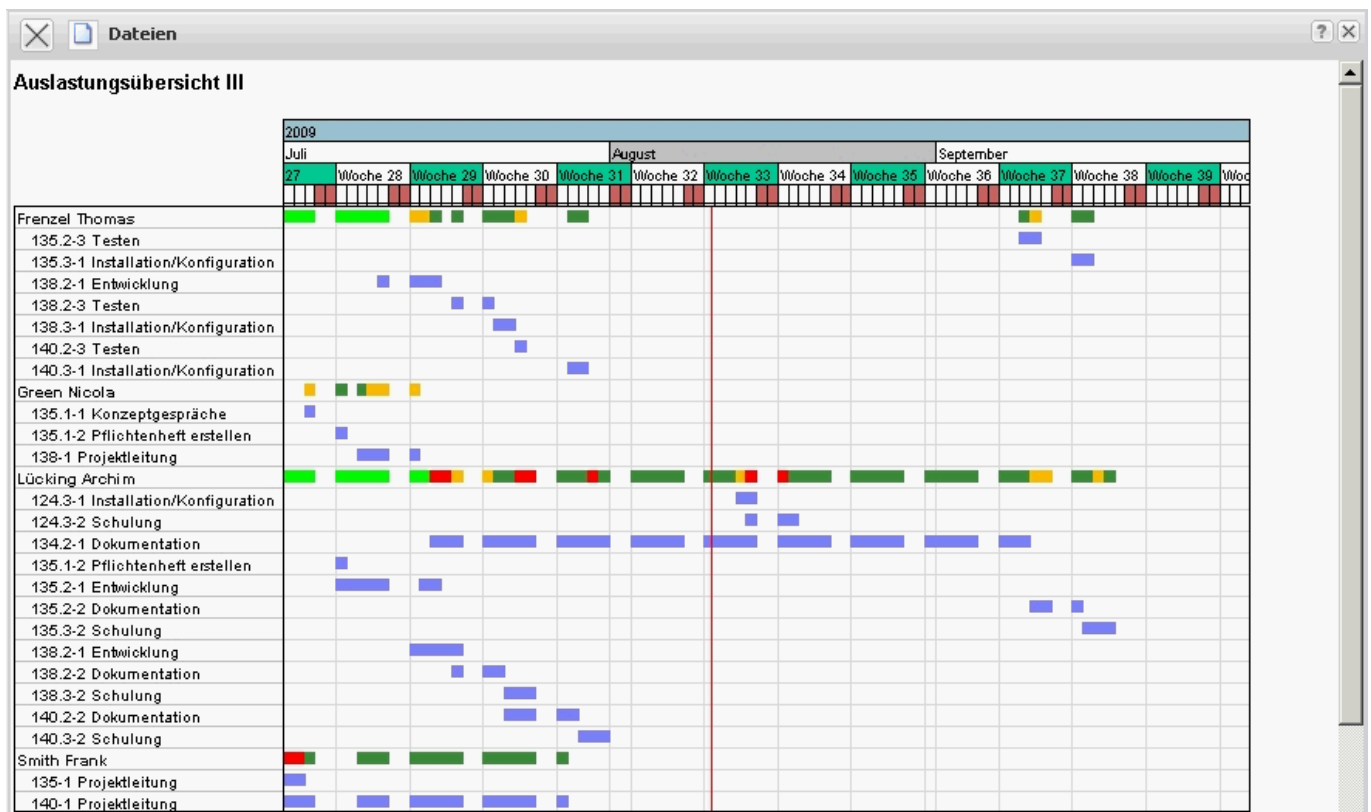 Dateien
Auslastungsübersicht III
2009
Juli August September
27 Woche 28 Woche 29 Woche 30 Woche 31 Woche 32 Woche 33 Woche 34 Woche 35 Woche 36 Woche 37 Woche 38 Woche 39 Woc
Frenzel Thomas
135.2-3 Testen
135.3-1 Installation/Konfiguration
138.2-1 Entwicklung
138.2-3 Testen
138.3-1 Installation/Konfiguration
140.2-3 Testen
140.3-1 Installation/Konfiguration
Green Nicola
135.1-1 Konzeptgespräche
135.1-2 Pflichtenheft erstellen
138-1 Projektleitung
Lücking Archim
124.3-1 Installation/Konfiguration
124.3-2 Schulung
134.2-1 Dokumentation
135.1-2 Pflichtenheft erstellen
135.2-1 Entwicklung
135.2-2 Dokumentation
135.3-2 Schulung
138.2-1 Entwicklung
138.2-2 Dokumentation
138.3-2 Schulung
140.2-2 Dokumentation
140.3-2 Schulung
Smith Frank
135-1 Projektleitung
140-1 Projektleitung